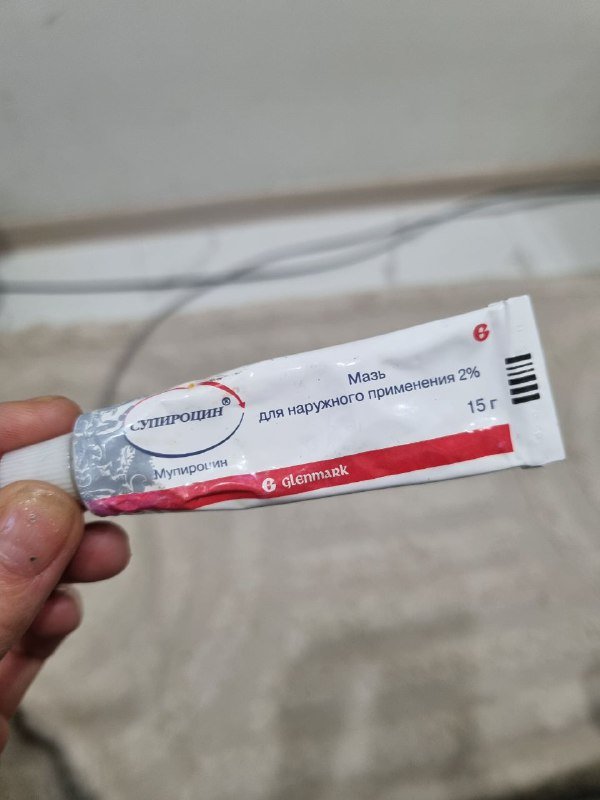 СУПИРОЦИН®
Мупироцин
Мазь
для наружного применения 2%
15 г
glenmark